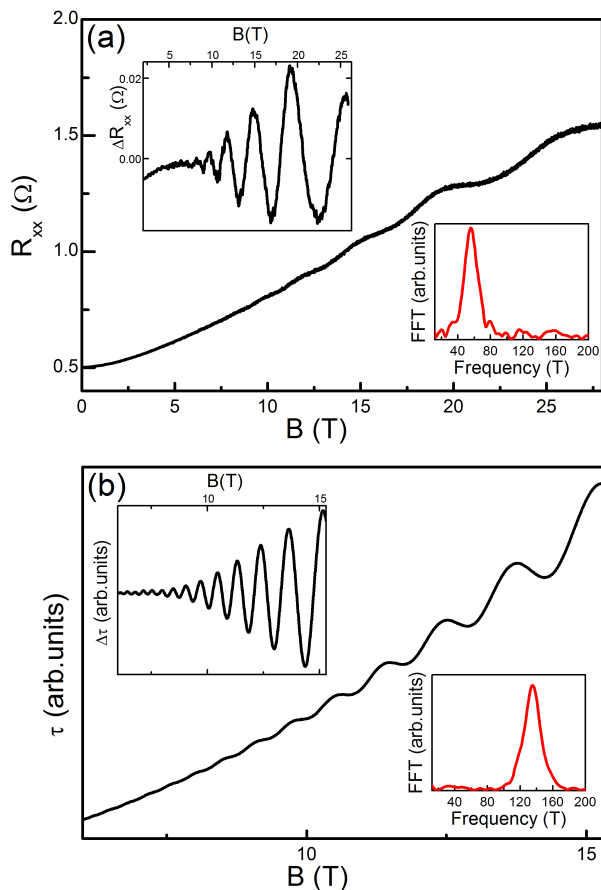 (a)
B(T)
5 10 15 20 25
0.02
0.00
ΔRxx (Ω)
2.0
1.5
1.0
0.5
Rxx (Ω)
FFT (arb.units)
40 80 120 160 200
Frequency (T)
0 5 10 15 20 25
B (T)
(b)
B(T)
10 15
Δτ (arb.units)
τ (arb.units)
FFT (arb.units)
40 80 120 160 200
Frequency (T)
10 15
B (T)